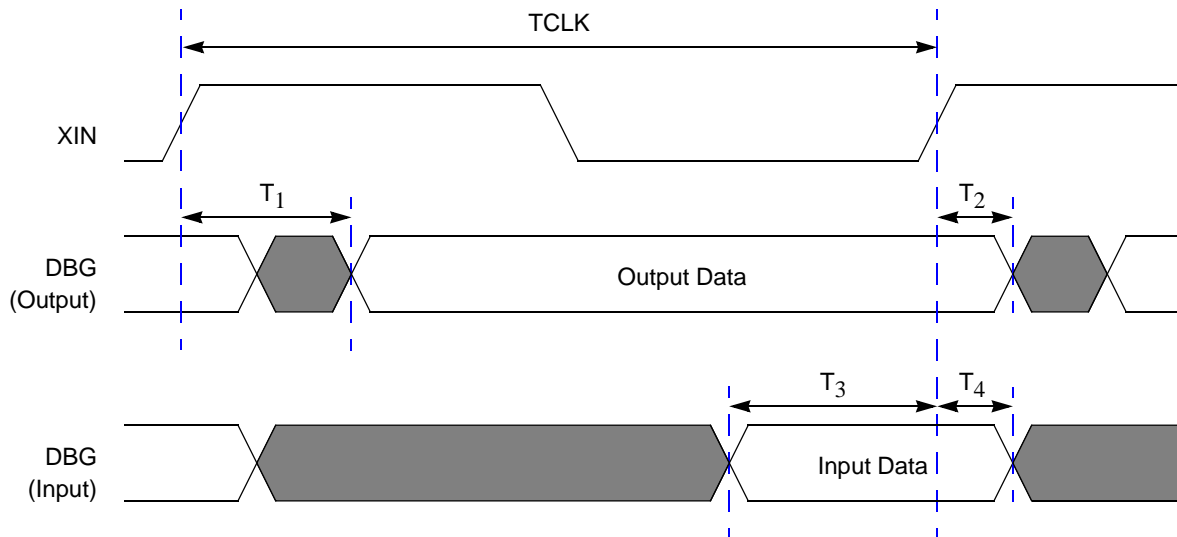 TCLK
XIN
T1
T2
DBG
(Output)
Output Data
T3
T4
DBG
(Input)
Input Data